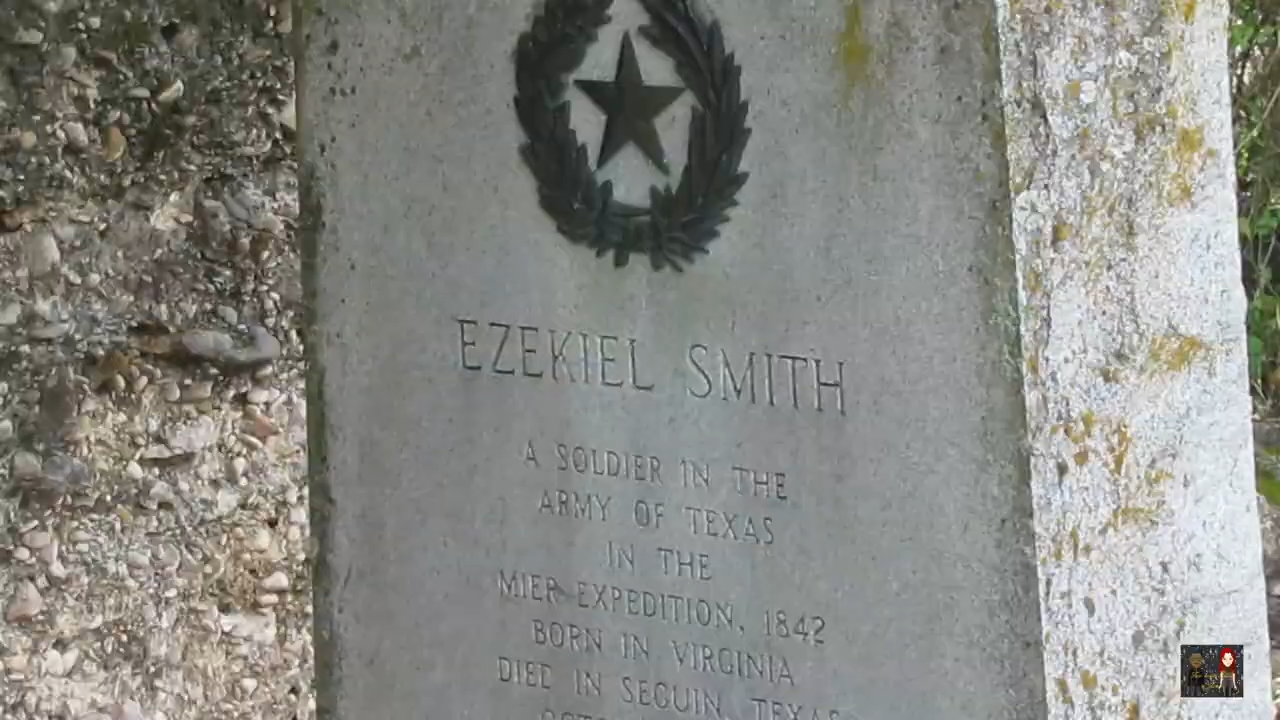 EZEKIEL SMITH
A SOLDIER IN THE
ARMY OF TEXAS
IN THE
MIER EXPEDITION, 1842
BORN IN VIRGINIA
DIED IN SEGUIN, TEXAS